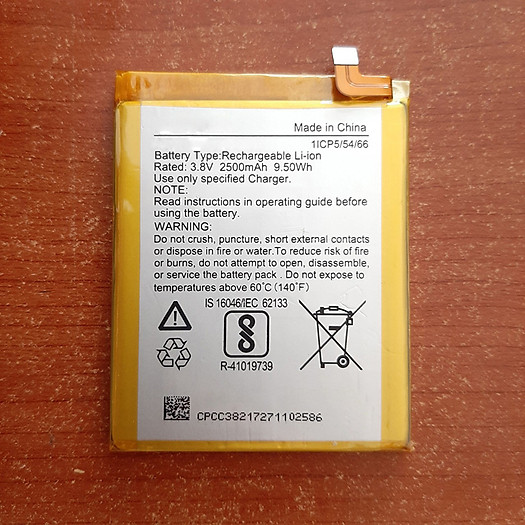 Made in China
1ICP5/54/66
Battery Type:Rechargeable Li-ion
Rated: 3.8V 2500mAh 9.50Wh
Use only specified Charger.
NOTE:
Read instructions in operating guide before
using the battery.
WARNING:
Do not crush, puncture, short external contacts
or dispose in fire or water.To reduce risk of fire
or burns, do not attempt to open, disassemble,
or service the battery pack . Do not expose to
temperatures above 60°C (140°F)
IS 16046/IEC 62133
R-41019739
CPCC38217271102586